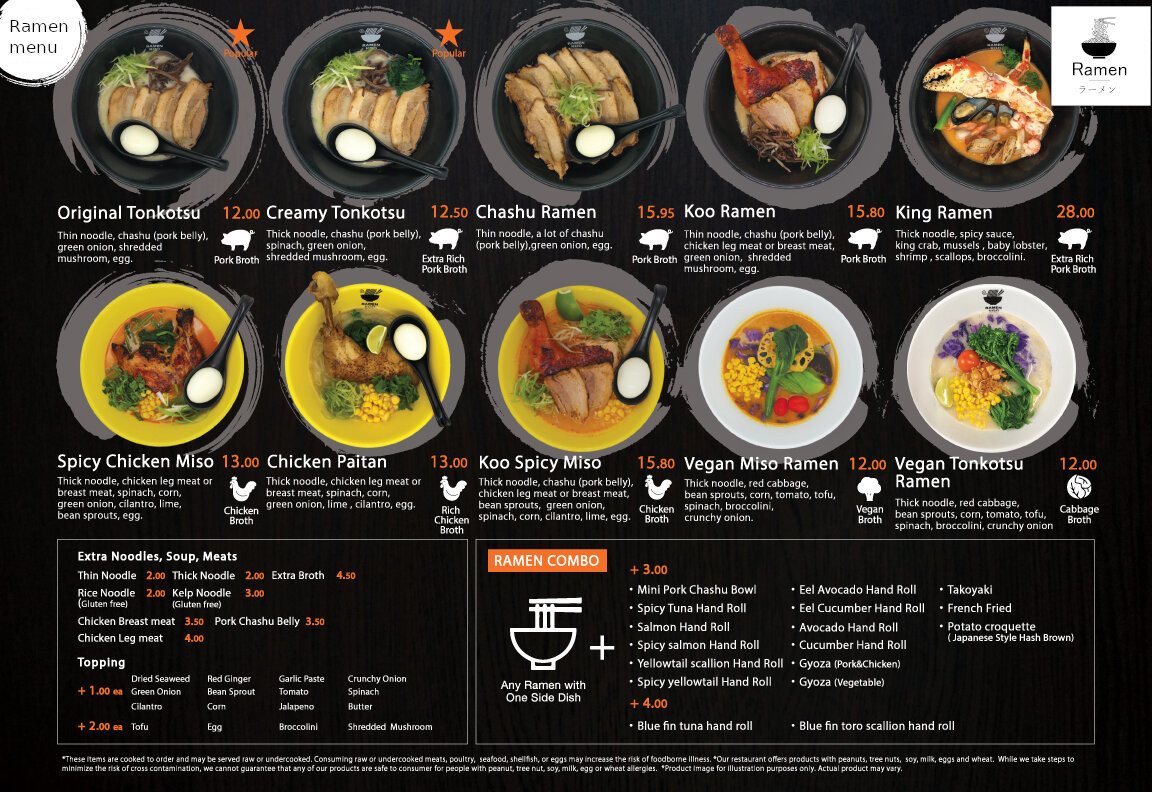 Ramen
menu
Popular
Popular
Ramen
ラーメン
Original Tonkotsu 12.00
Thin noodle, chashu (pork belly),
green onion, shredded
mushroom, egg.
Pork Broth
Creamy Tonkotsu 12.50
Thick noodle, chashu (pork belly),
spinach, green onion,
shredded mushroom, egg.
Extra Rich
Pork Broth
Chashu Ramen 15.95
Thin noodle, a lot of chashu
(pork belly),green onion, egg.
Pork Broth
Koo Ramen 15.80
Thin noodle, chashu (pork belly),
chicken leg meat or breast meat,
green onion, shredded
mushroom, egg.
Pork Broth
King Ramen 28.00
Thick noodle, spicy sauce,
king crab, mussels , baby lobster,
shrimp , scallops, broccolini.
Extra Rich
Pork Broth
Spicy Chicken Miso 13.00
Thick noodle, chicken leg meat or
breast meat, spinach, corn,
green onion, cilantro, lime,
bean sprouts, egg.
Chicken
Broth
Chicken Paitan 13.00
Thick noodle, chicken leg meat or
breast meat, spinach, corn,
green onion, lime , cilantro, egg.
Rich
Chicken
Broth
Koo Spicy Miso 15.80
Thick noodle, chashu (pork belly),
chicken leg meat or breast meat,
bean sprouts, green onion,
spinach, corn, cilantro, lime, egg.
Chicken
Broth
Vegan Miso Ramen 12.00
Thick noodle, red cabbage,
bean sprouts, corn, tomato, tofu,
spinach, broccolini,
crunchy onion.
Vegan
Broth
Vegan Tonkotsu 12.00
Ramen
Thick noodle, red cabbage,
bean sprouts, corn, tomato, tofu,
spinach, broccolini, crunchy onion
Cabbage
Broth
Extra Noodles, Soup, Meats
Thin Noodle 2.00 Thick Noodle 2.00 Extra Broth 4.50
Rice Noodle 2.00 Kelp Noodle 3.00
(Gluten free) (Gluten free)
Chicken Breast meat 3.50 Pork Chashu Belly 3.50
Chicken Leg meat 4.00
Topping
Dried Seaweed Red Ginger Garlic Paste Crunchy Onion
+ 1.00 ea Green Onion Bean Sprout Tomato Spinach
Cilantro Corn Jalapeno Butter
+ 2.00 ea Tofu Egg Broccolini Shredded Mushroom
RAMEN COMBO
Any Ramen with
One Side Dish
+
+ 3.00
• Mini Pork Chashu Bowl
• Spicy Tuna Hand Roll
• Salmon Hand Roll
• Spicy salmon Hand Roll
• Yellowtail scallion Hand Roll
• Spicy yellowtail Hand Roll
• Eel Avocado Hand Roll
• Eel Cucumber Hand Roll
• Avocado Hand Roll
• Cucumber Hand Roll
• Gyoza (Pork&Chicken)
• Gyoza (Vegetable)
• Takoyaki
• French Fried
• Potato croquette
( Japanese Style Hash Brown)
+ 4.00
• Blue fin tuna hand roll • Blue fin toro scallion hand roll
*These items are cooked to order and may be served raw or undercooked. Consuming raw or undercooked meats, poultry, seafood, shellfish, or eggs may increase the risk of foodborne illness. *Our restaurant offers products with peanuts, tree nuts, soy, milk, eggs and wheat. While we take steps to
minimize the risk of cross contamination, we cannot guarantee that any of our products are safe to consumer for people with peanut, tree nut, soy, milk, egg or wheat allergies. *Product image for illustration purposes only. Actual product may vary.